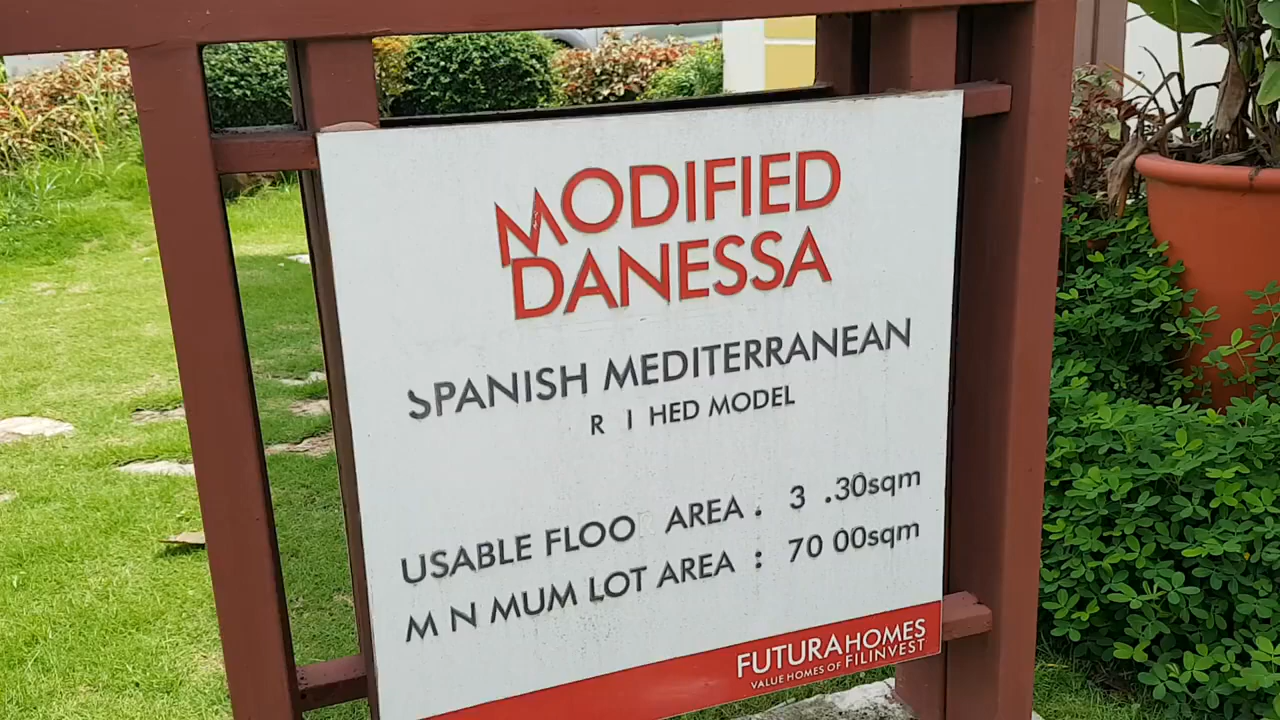 MODIFIED
DANESSA
SPANISH MEDITERRANEAN
R I HED MODEL
USABLE FLOO AREA : 3 .30sqm
M N MUM LOT AREA : 70 00sqm
FUTURAHOMES
VALUE HOMES OF FILINVEST